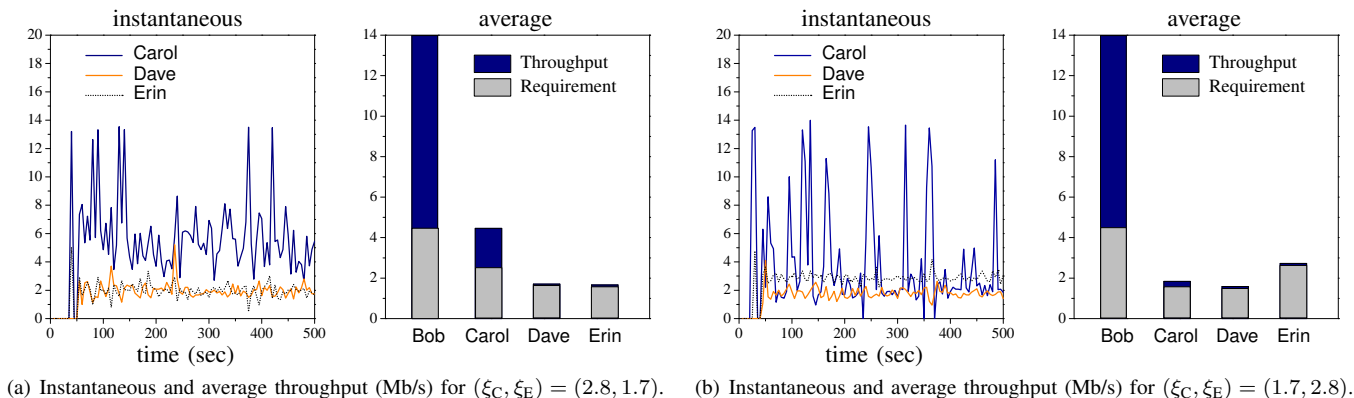 instantaneous
average
instantaneous
average
20
18
16
14
12
10
8
6
4
2
0
Carol
Dave
Erin
0 100 200 300 400 500
time (sec)
14
12
10
8
6
4
2
0
Throughput
Requirement
Bob Carol Dave Erin
20
18
16
14
12
10
8
6
4
2
0
Carol
Dave
Erin
0 100 200 300 400 500
time (sec)
14
12
10
8
6
4
2
0
Throughput
Requirement
Bob Carol Dave Erin
(a) Instantaneous and average throughput (Mb/s) for (ξC, ξE) = (2.8, 1.7).
(b) Instantaneous and average throughput (Mb/s) for (ξC, ξE) = (1.7, 2.8).